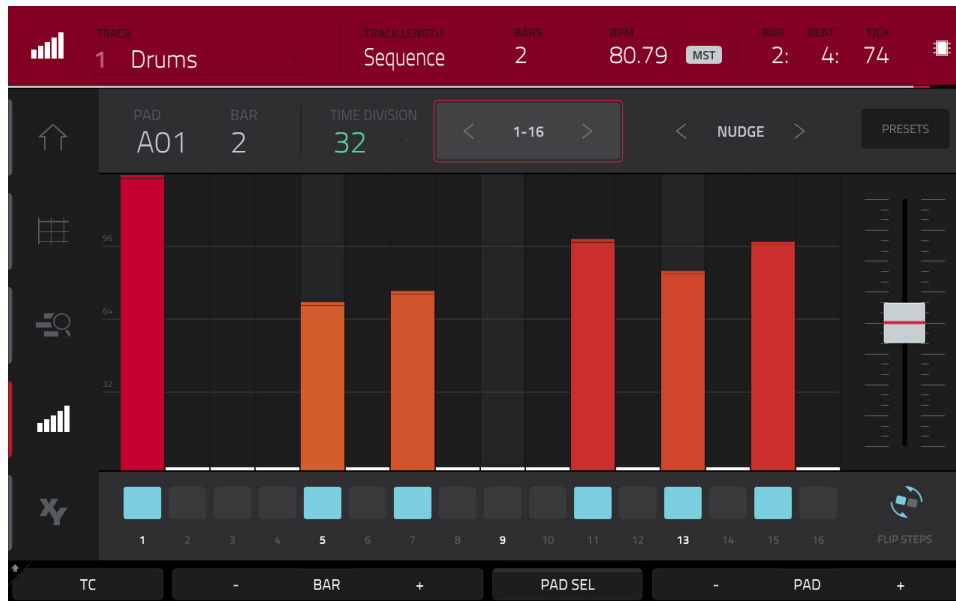 TRACK TRACK LENGTH BARS BPM BAR BEAT TICK
1 Drums Sequence 2 80.79 MST 2: 4: 74
PAD BAR TIME DIVISION
A01 2 32 < 1-16 > < NUDGE > PRESETS
96
64
32
XY
1 2 3 4 5 6 7 8 9 10 11 12 13 14 15 16 FLIP STEPS
TC - BAR + PAD SEL - PAD +